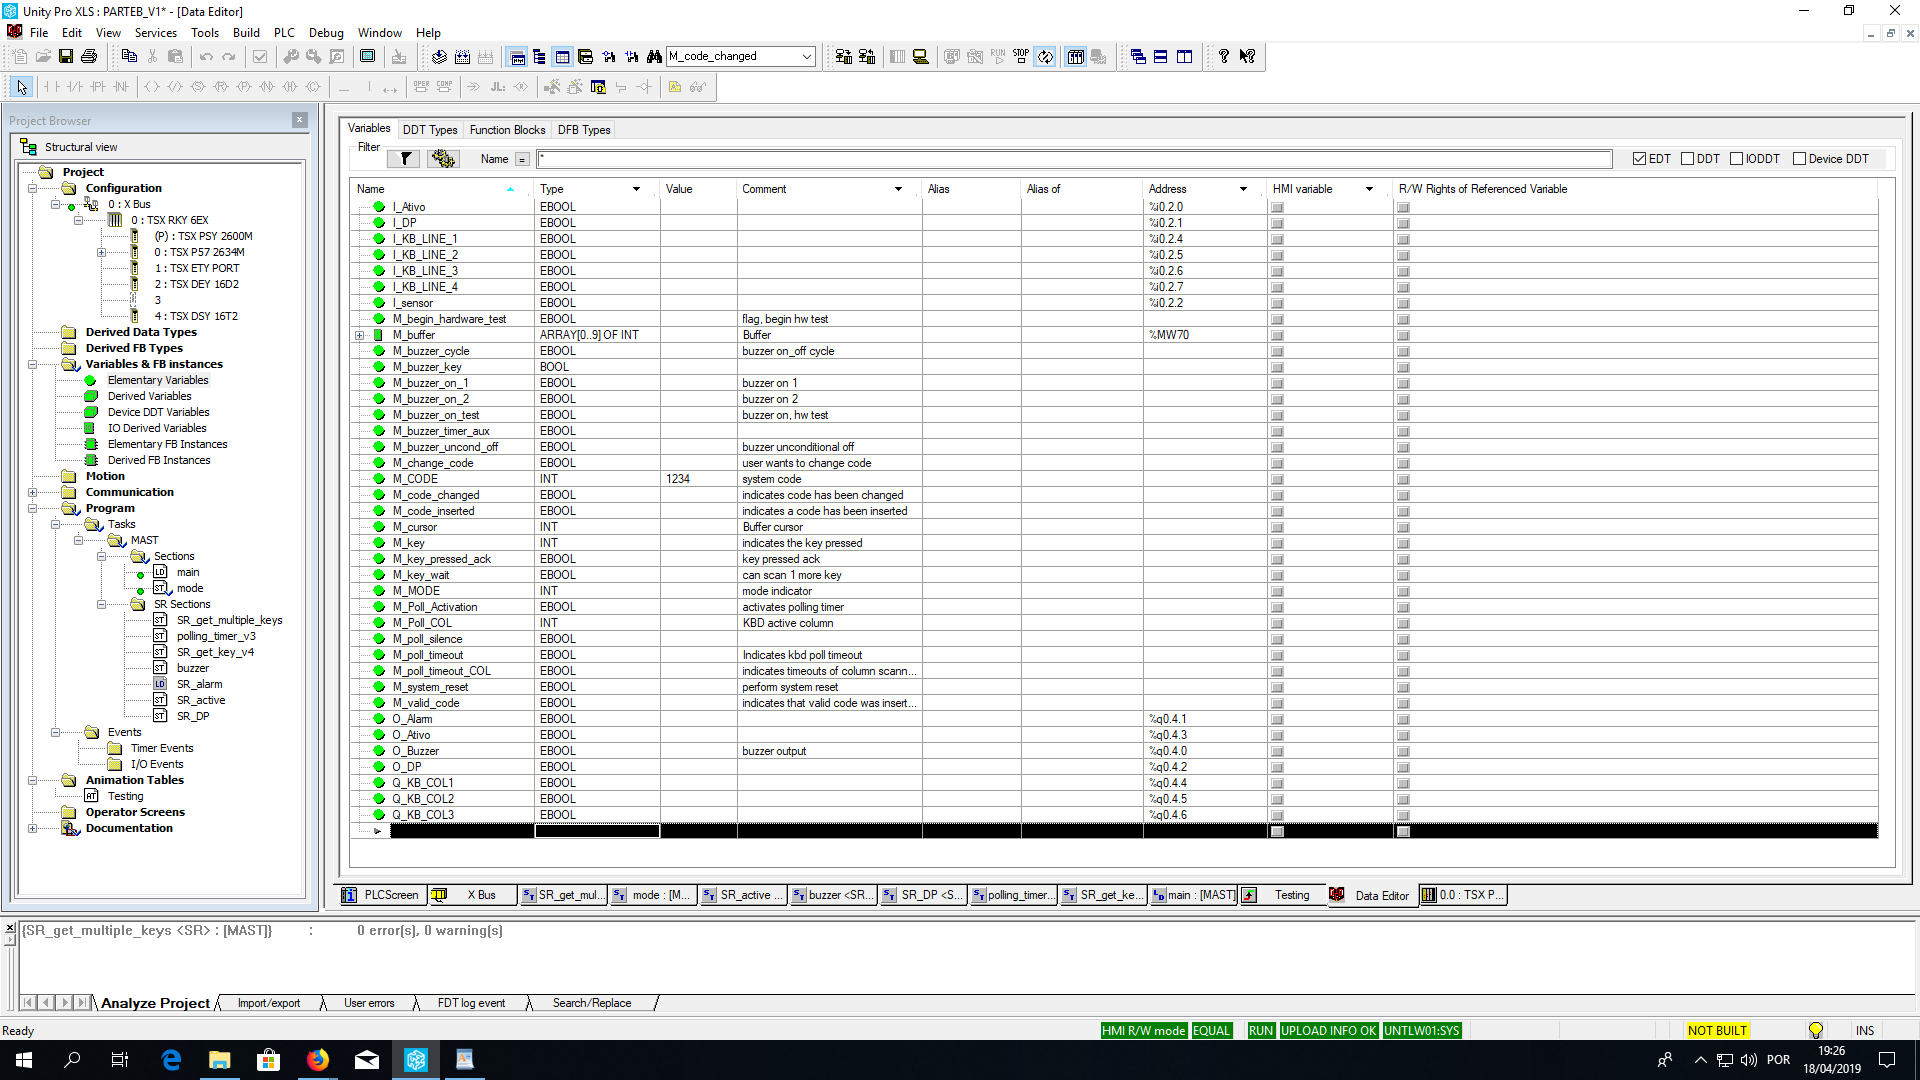 Unity Pro XLS : PARTEB_V1* - [Data Editor]
File Edit View Services Tools Build PLC Debug Window Help
M_code_changed
Project Browser
Structural view
Project
Configuration
0 : X Bus
0 : TSX RKY 6EX
(P) : TSX PSY 2600M
0 : TSX P57 2634M
1 : TSX ETY PORT
2 : TSX DEY 16D2
3
4 : TSX DSY 16T2
Derived Data Types
Derived FB Types
Variables & FB instances
Elementary Variables
Derived Variables
Device DDT Variables
IO Derived Variables
Elementary FB Instances
Derived FB Instances
Motion
Communication
Program
Tasks
MAST
Sections
main
mode
SR Sections
SR_get_multiple_keys
polling_timer_v3
SR_get_key_v4
buzzer
SR_alarm
SR_active
SR_DP
Events
Timer Events
I/O Events
Animation Tables
Testing
Operator Screens
Documentation
Variables DDT Types Function Blocks DFB Types
Filter
Name = * EDT DDT IODDT Device DDT
Name Type Value Comment Alias Alias of Address HMI variable R/W Rights of Referenced Variable
I_Ativo EBOOL %i0.2.0
I_DP EBOOL %i0.2.1
I_KB_LINE_1 EBOOL %i0.2.4
I_KB_LINE_2 EBOOL %i0.2.5
I_KB_LINE_3 EBOOL %i0.2.6
I_KB_LINE_4 EBOOL %i0.2.7
I_sensor EBOOL %i0.2.2
M_begin_hardware_test EBOOL flag, begin hw test
M_buffer ARRAY[0..9] OF INT Buffer %MW70
M_buzzer_cycle EBOOL buzzer on_off cycle
M_buzzer_key BOOL
M_buzzer_on_1 EBOOL buzzer on 1
M_buzzer_on_2 EBOOL buzzer on 2
M_buzzer_on_test EBOOL buzzer on, hw test
M_buzzer_timer_aux EBOOL
M_buzzer_uncond_off EBOOL buzzer unconditional off
M_change_code EBOOL user wants to change code
M_CODE INT 1234 system code
M_code_changed EBOOL indicates code has been changed
M_code_inserted EBOOL indicates a code has been inserted
M_cursor INT Buffer cursor
M_key INT indicates the key pressed
M_key_pressed_ack EBOOL key pressed ack
M_key_wait EBOOL can scan 1 more key
M_MODE INT mode indicator
M_Poll_Activation EBOOL activates polling timer
M_Poll_COL INT KBD active column
M_poll_silence EBOOL
M_poll_timeout EBOOL Indicates kbd poll timeout
M_poll_timeout_COL EBOOL indicates timeouts of column scann...
M_system_reset EBOOL perform system reset
M_valid_code EBOOL indicates that valid code was insert...
O_Alarm EBOOL %q0.4.1
O_Ativo EBOOL %q0.4.3
O_Buzzer EBOOL buzzer output %q0.4.0
O_DP EBOOL %q0.4.2
Q_KB_COL1 EBOOL %q0.4.4
Q_KB_COL2 EBOOL %q0.4.5
Q_KB_COL3 EBOOL %q0.4.6
PLCScreen X Bus SR_get_mul... mode : [M... SR_active ... buzzer <SR... SR_DP <S... polling_timer... SR_get_ke... main : [MAST] Testing Data Editor 0.0 : TSX P...
{SR_get_multiple_keys <SR> : [MAST]} : 0 error(s), 0 warning(s)
Analyze Project Import/export User errors FDT log event Search/Replace
Ready HMI R/W mode EQUAL RUN UPLOAD INFO OK UNTLW01:SYS NOT BUILT INS
POR
19:26
18/04/2019